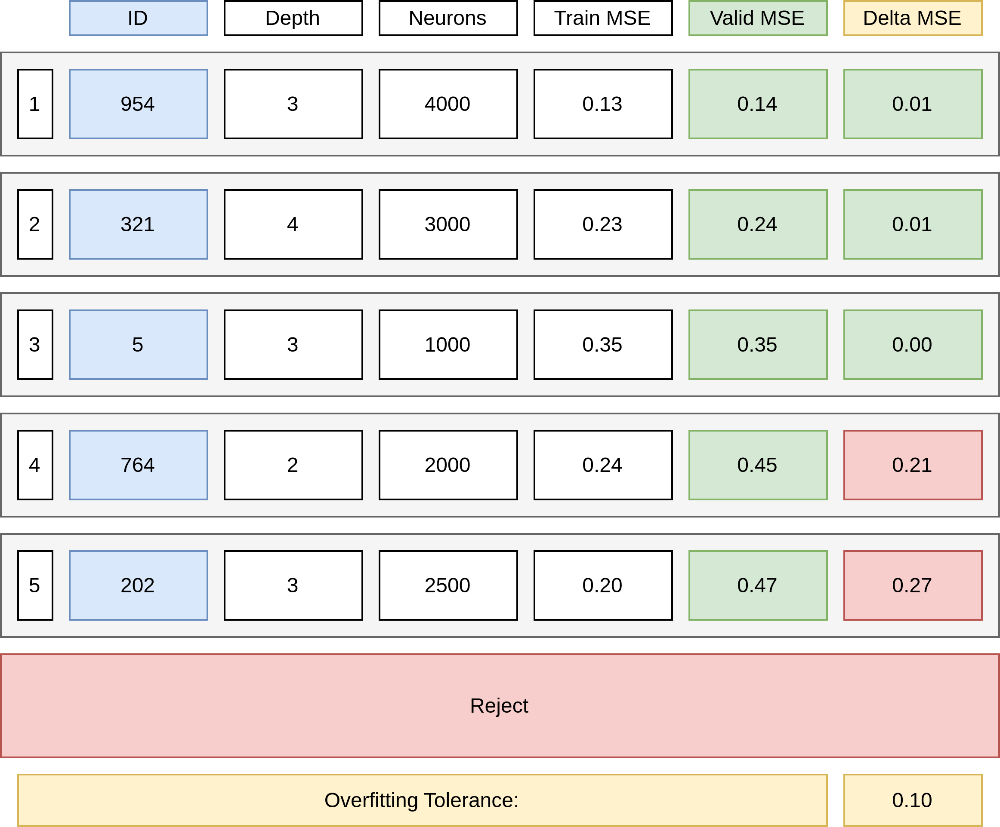 ID Depth Neurons Train MSE Valid MSE Delta MSE
1 954 3 4000 0.13 0.14 0.01
2 321 4 3000 0.23 0.24 0.01
3 5 3 1000 0.35 0.35 0.00
4 764 2 2000 0.24 0.45 0.21
5 202 3 2500 0.20 0.47 0.27
Reject
Overfitting Tolerance: 0.10